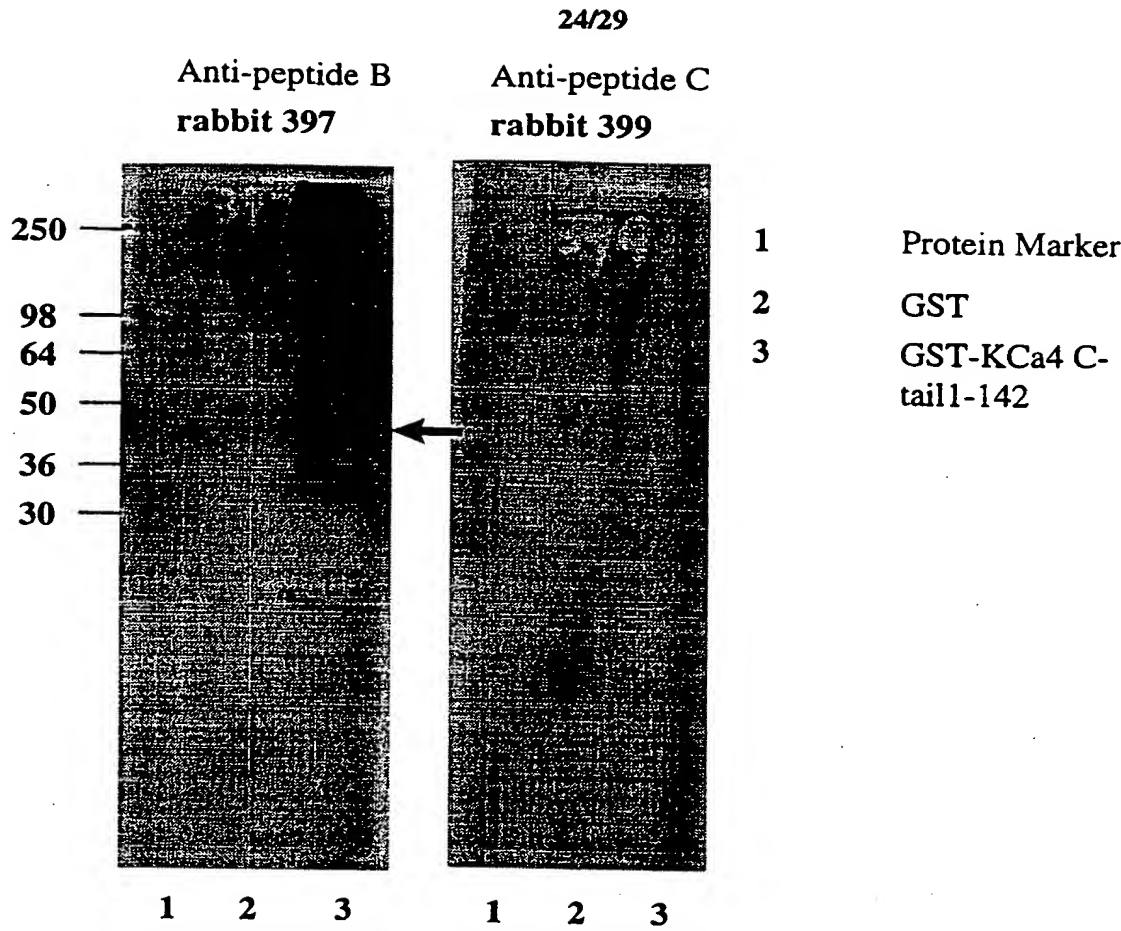 24/29
Anti-peptide B
rabbit 397
Anti-peptide C
rabbit 399
250
98
64
50
36
30
1 Protein Marker
2 GST
3 GST-KCa4 C-
tail1-142
1 2 3
1 2 3